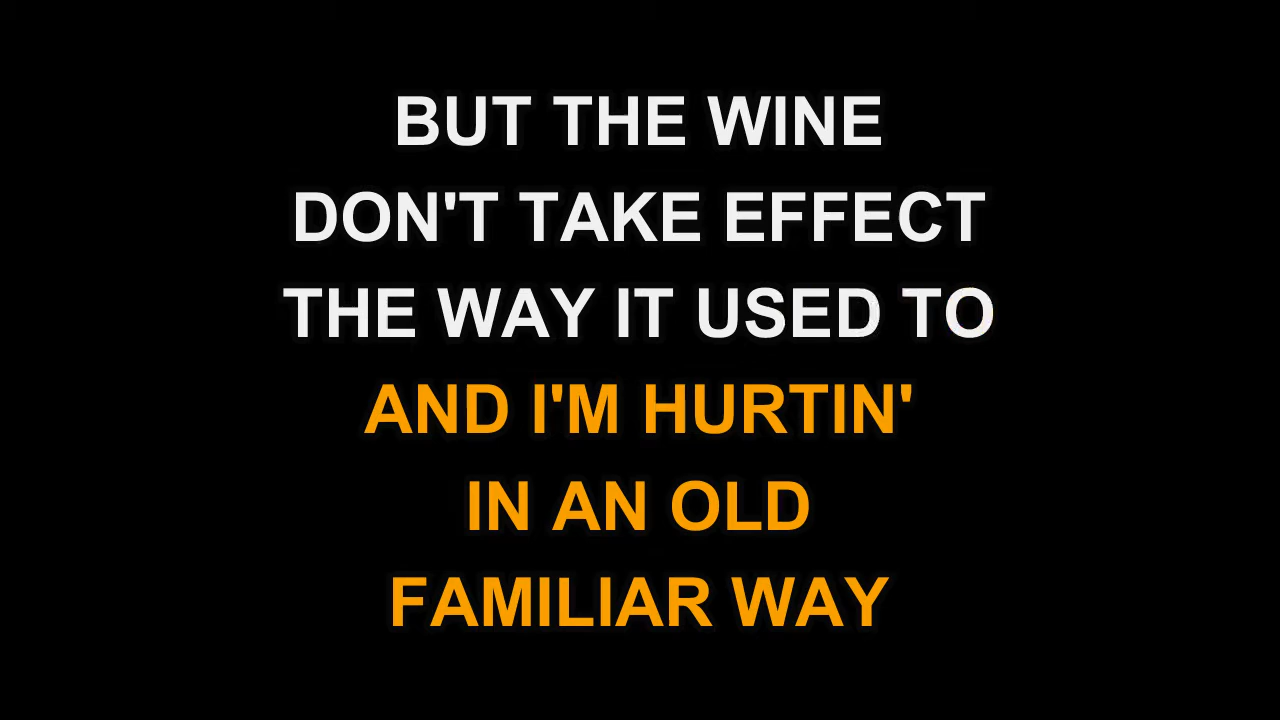 BUT THE WINE
DON'T TAKE EFFECT
THE WAY IT USED TO
AND I'M HURTIN'
IN AN OLD
FAMILIAR WAY